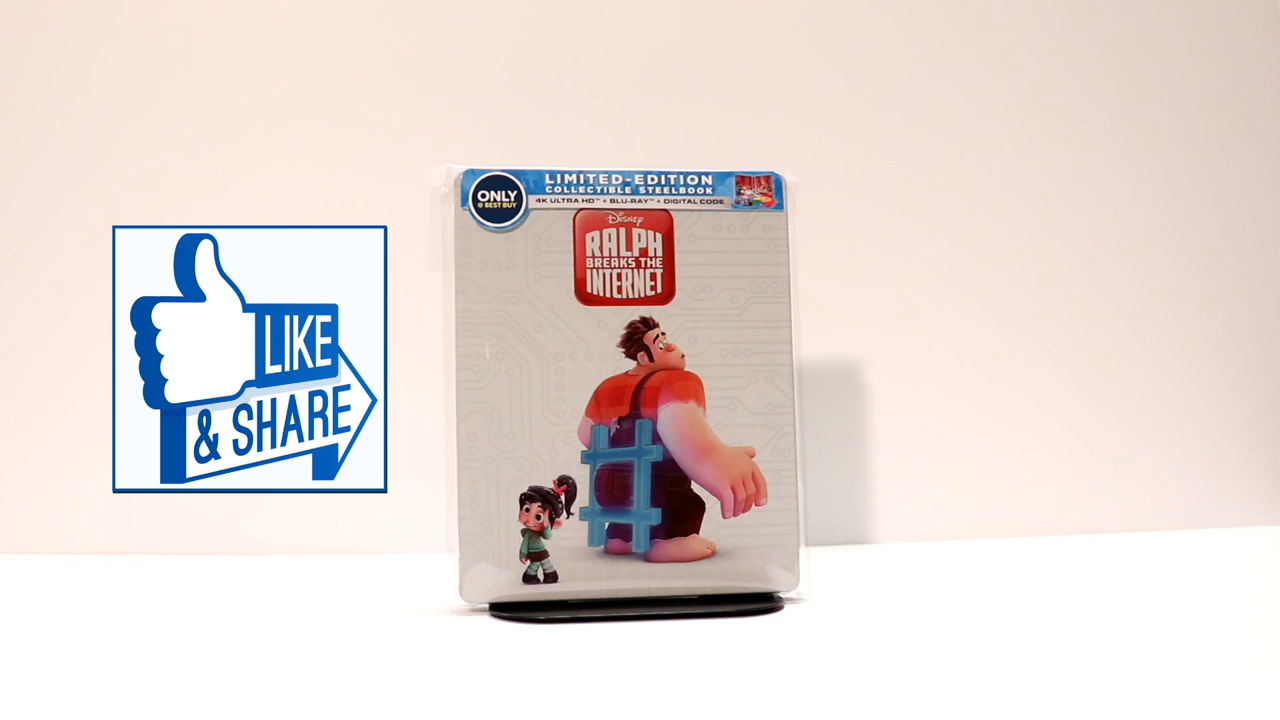 LIKE
& SHARE
ONLY
@ BEST BUY
LIMITED-EDITION
COLLECTIBLE STEELBOOK
4K ULTRA HD™ + BLU-RAY™ + DIGITAL CODE
Disney
RALPH
BREAKS THE
INTERNET